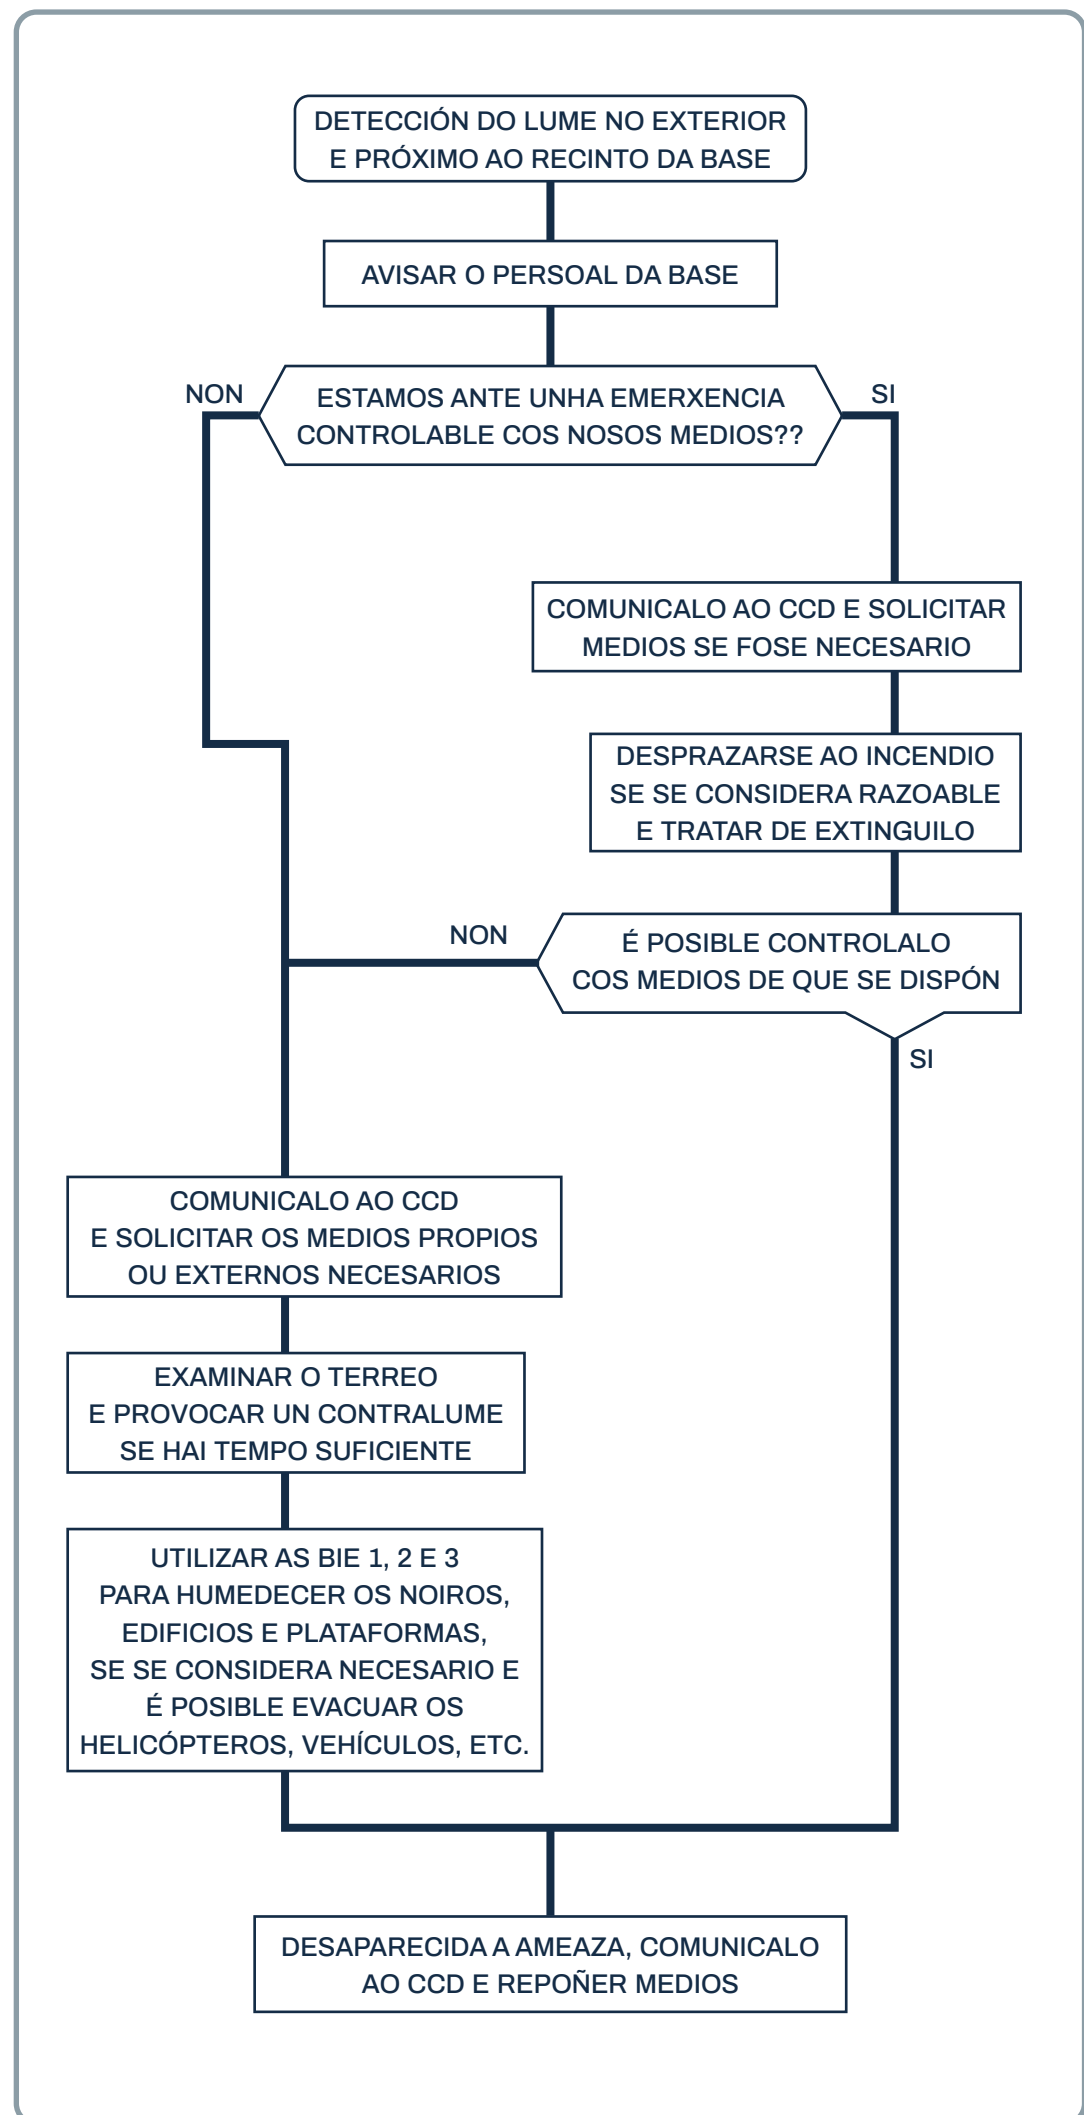 DETECCIÓN DO LUME NO EXTERIOR
E PRÓXIMO AO RECINTO DA BASE
AVISAR O PERSOAL DA BASE
NON
ESTAMOS ANTE UNHA EMERXENCIA
CONTROLABLE COS NOSOS MEDIOS??
SI
COMUNICALO AO CCD E SOLICITAR
MEDIOS SE FOSE NECESARIO
DESPRAZARSE AO INCENDIO
SE SE CONSIDERA RAZOABLE
E TRATAR DE EXTINGUILO
NON
É POSIBLE CONTROLALO
COS MEDIOS DE QUE SE DISPÓN
SI
COMUNICALO AO CCD
E SOLICITAR OS MEDIOS PROPIOS
OU EXTERNOS NECESARIOS
EXAMINAR O TERREO
E PROVOCAR UN CONTRALUME
SE HAI TEMPO SUFICIENTE
UTILIZAR AS BIE 1, 2 E 3
PARA HUMEDECER OS NOIROS,
EDIFICIOS E PLATAFORMAS,
SE SE CONSIDERA NECESARIO E
É POSIBLE EVACUAR OS
HELICÓPTEROS, VEHÍCULOS, ETC.
DESAPARECIDA A AMEAZA, COMUNICALO
AO CCD E REPOÑER MEDIOS